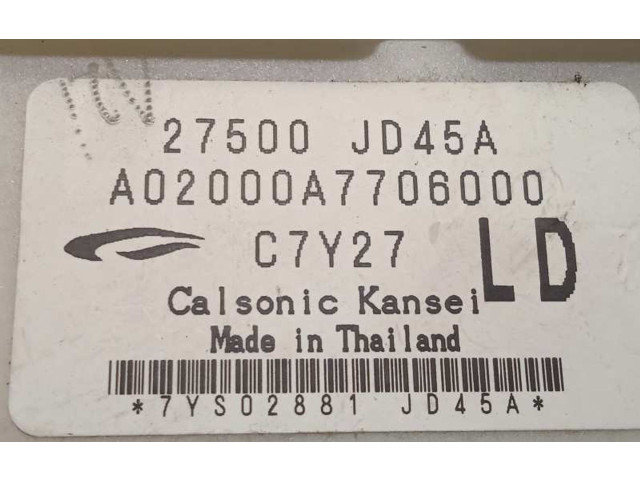 27500 JD45A
A02000A7706000
C7Y27
LD
Calsonic Kansei
Made in Thailand
*7YS02881 JD45A*